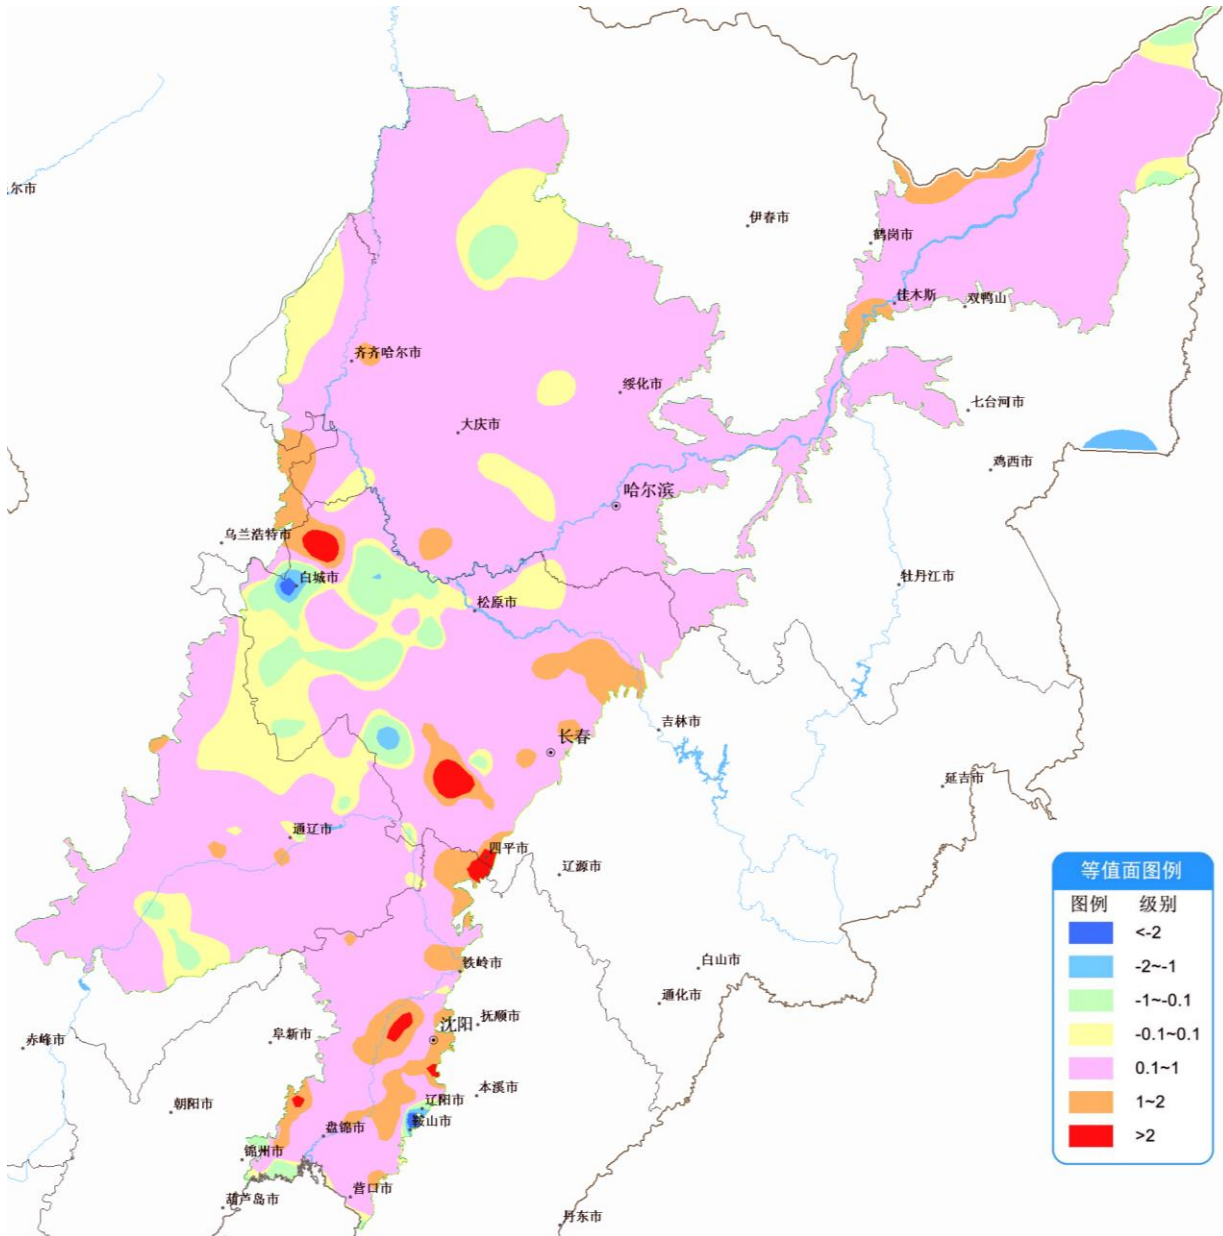 尔市
伊春市
鹤岗市
佳木斯
双鸭山
齐齐哈尔市
绥化市
七台河市
大庆市
鸡西市
哈尔滨
乌兰浩特市
白城市
牡丹江市
松原市
吉林市
长春
延吉市
通辽市
四平市
辽源市
白山市
铁岭市
通化市
沈阳
抚顺市
阜新市
赤峰市
本溪市
朝阳市
辽阳市
鞍山市
盘锦市
锦州市
营口市
葫芦岛市
丹东市
等值面图例
图例 级别
<-2
-2~-1
-1~-0.1
-0.1~0.1
0.1~1
1~2
>2